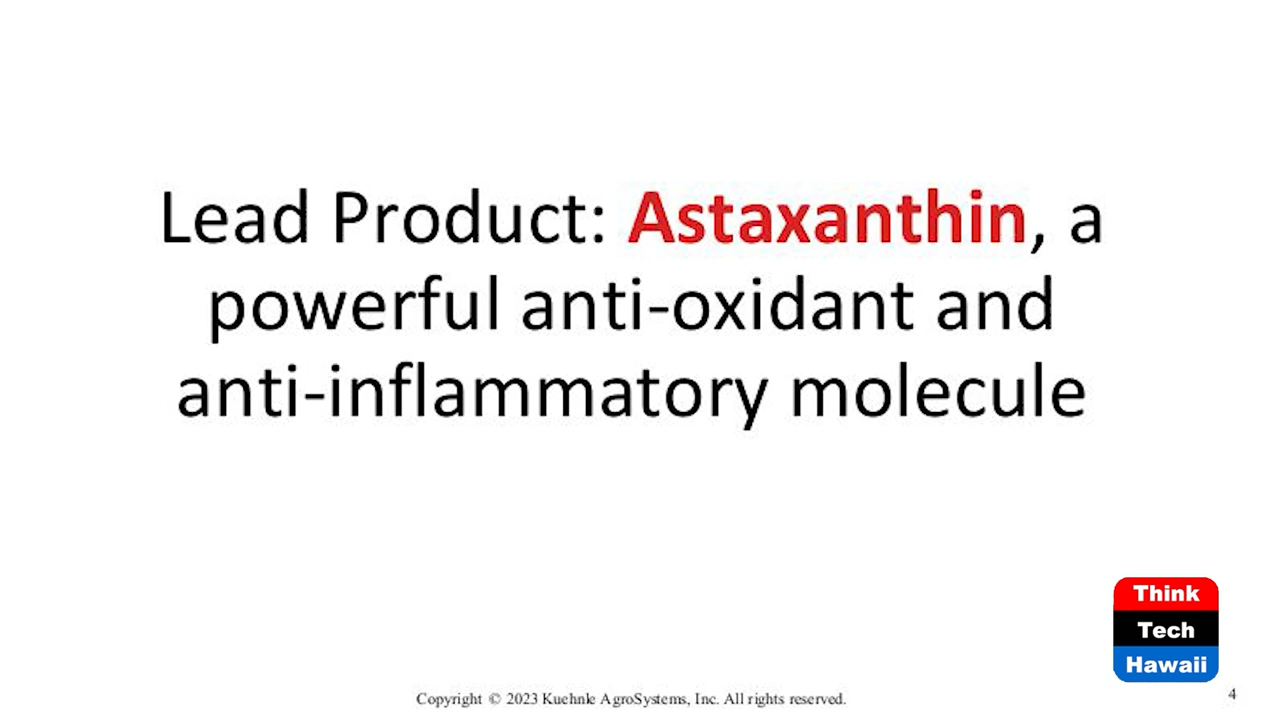 Lead Product: Astaxanthin, a
powerful anti-oxidant and
anti-inflammatory molecule
Think
Tech
Hawaii
Copyright © 2023 Kuehnle AgroSystems, Inc. All rights reserved.
4